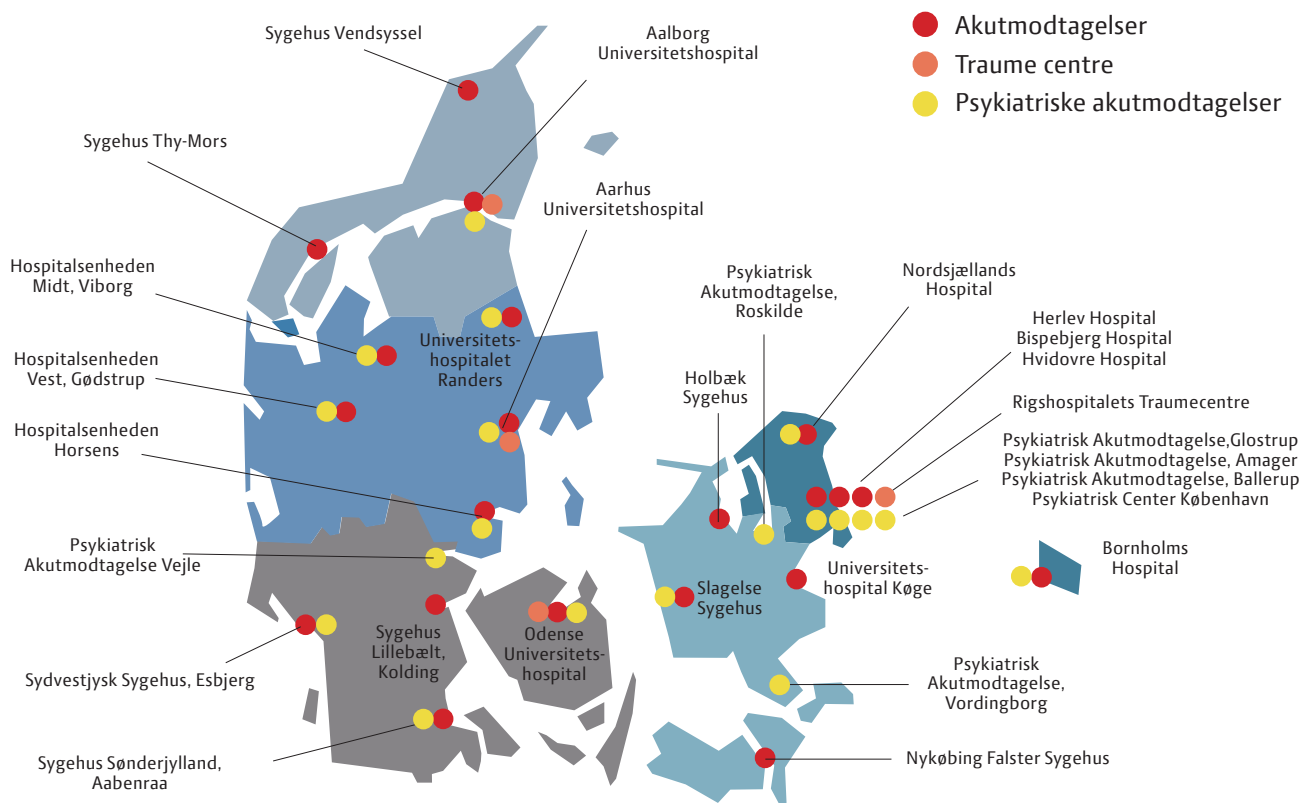 Akutmodtagelser
Traume centre
Psykiatriske akutmodtagelser
Sygehus Vendsyssel
Aalborg
Universitetshospital
Sygehus Thy-Mors
Aarhus
Universitetshospital
Hospitalsenheden
Midt, Viborg
Universitets-
hospitalet
Randers
Hospitalsenheden
Vest, Gødstrup
Hospitalsenheden
Horsens
Psykiatrisk
Akutmodtagelse Vejle
Sydvestjysk Sygehus, Esbjerg
Sygehus
Lillebælt,
Kolding
Odense
Universitets-
hospital
Sygehus Sønderjylland,
Aabenraa
Psykiatrisk
Akutmodtagelse,
Roskilde
Nordsjællands
Hospital
Holbæk
Sygehus
Herlev Hospital
Bispebjerg Hospital
Hvidovre Hospital
Rigshospitalets Traumecentre
Psykiatrisk Akutmodtagelse,Glostrup
Psykiatrisk Akutmodtagelse, Amager
Psykiatrisk Akutmodtagelse, Ballerup
Psykiatrisk Center København
Slagelse
Sygehus
Universitets-
hospital Køge
Bornholms
Hospital
Psykiatrisk
Akutmodtagelse,
Vordingborg
Nykøbing Falster Sygehus